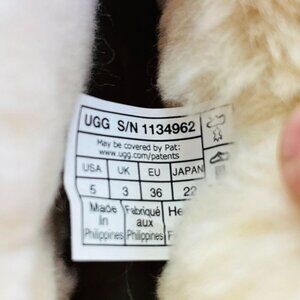 UGG S/N 1134962
May be covered by Pat:
www.ugg.com/patents
USA UK EU JAPAN
5 3 36 22
Made Fabriqué He
in aux
Philippines Philippines